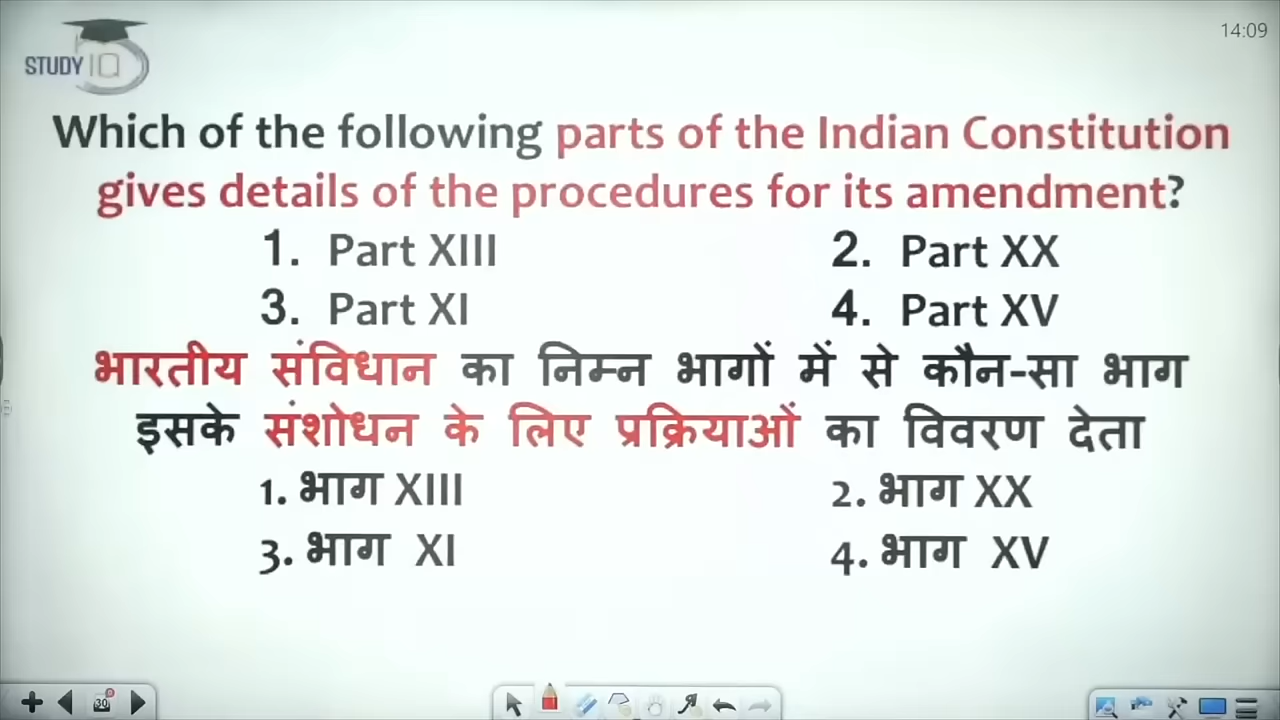 STUDY IQ
14:09
Which of the following parts of the Indian Constitution
gives details of the procedures for its amendment?
1. Part XIII 2. Part XX
3. Part XI 4. Part XV
भारतीय संविधान का निम्न भागों में से कौन-सा भाग
इसके संशोधन के लिए प्रक्रियाओं का विवरण देता
1. भाग XIII 2. भाग XX
3. भाग XI 4. भाग XV
30